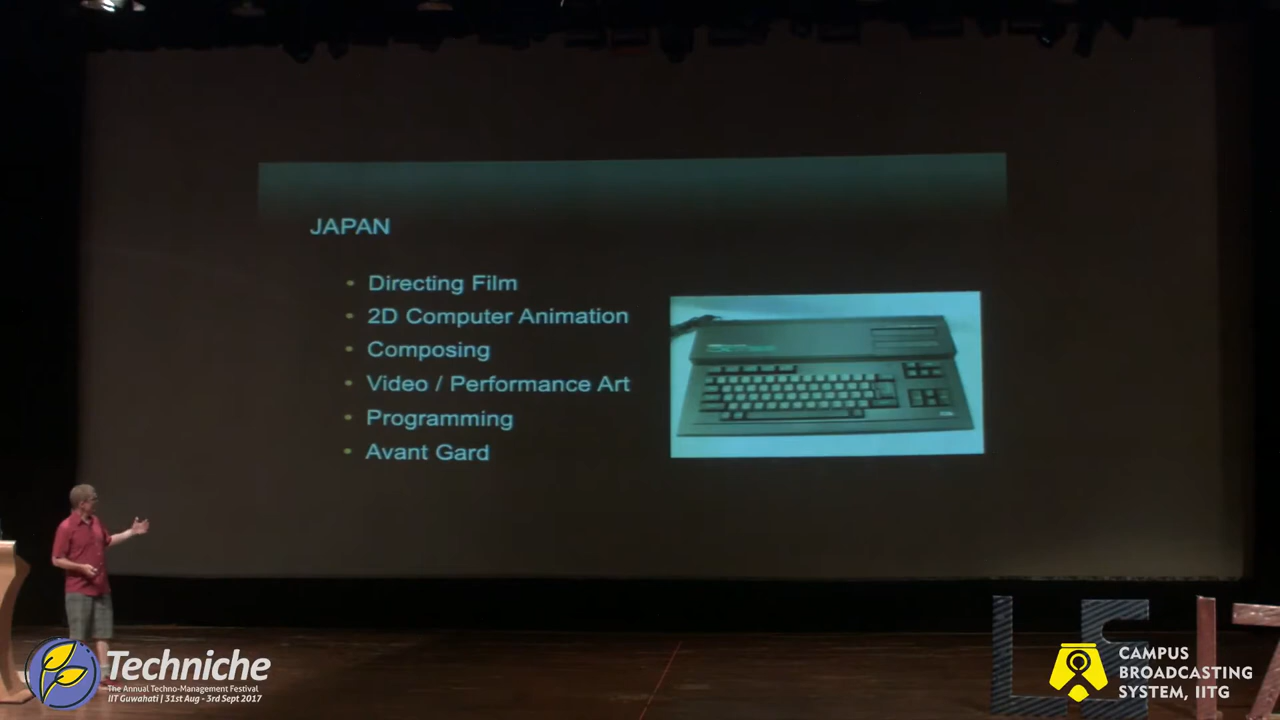 JAPAN
• Directing Film
• 2D Computer Animation
• Composing
• Video / Performance Art
• Programming
• Avant Gard
Techniche
The Annual Techno-Management Festival
IIT Guwahati | 31st Aug - 3rd Sept 2017
CAMPUS
BROADCASTING
SYSTEM, IITG